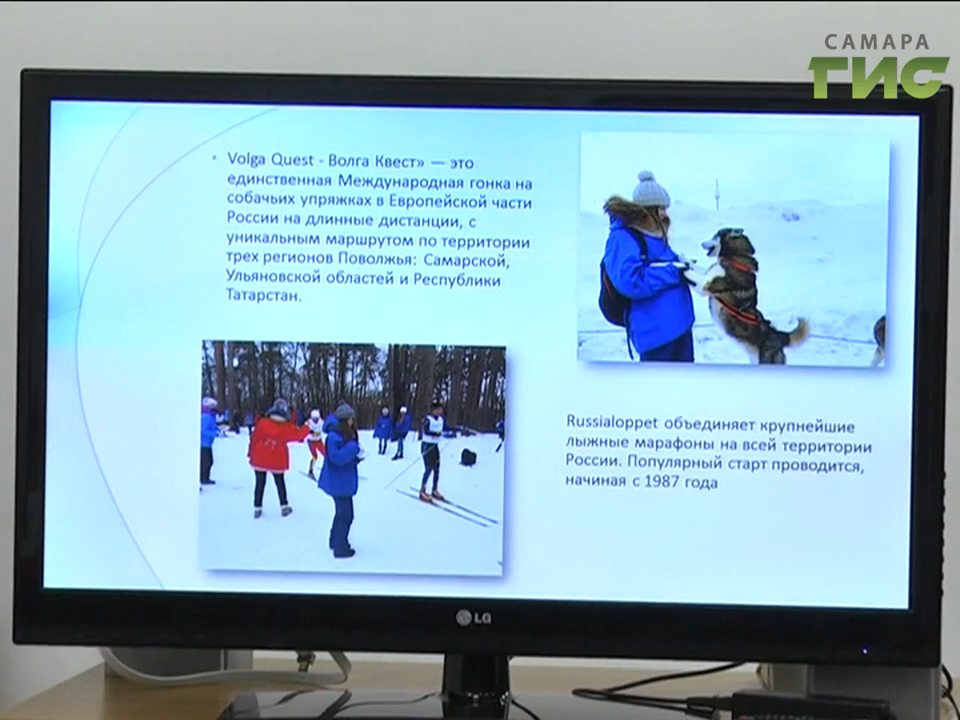 САМАРА
ГИС
Volga Quest - Волга Квест» — это
единственная Международная гонка на
собачьих упряжках в Европейской части
России на длинные дистанции, с
уникальным маршрутом по территории
трех регионов Поволжья: Самарской,
Ульяновской областей и Республики
Татарстан.
Russialoppet объединяет крупнейшие
лыжные марафоны на всей территории
России. Популярный старт проводится,
начиная с 1987 года
LG